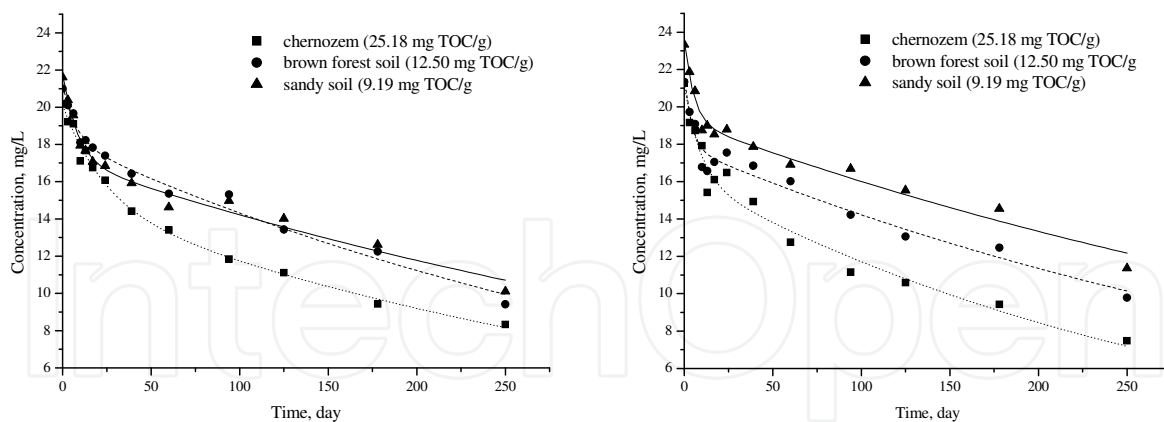 24
22
20
18
16
14
12
10
8
6
Concentration, mg/L
chernozem (25.18 mg TOC/g)
brown forest soil (12.50 mg TOC/g)
sandy soil (9.19 mg TOC/g
0 50 100 150 200 250
Time, day
24
22
20
18
16
14
12
10
8
6
Concentration, mg/L
chernozem (25.18 mg TOC/g)
brown forest soil (12.50 mg TOC/g
sandy soil (9.19 mg TOC/g)
0 50 100 150 200 250
Time, day
IntechOpen